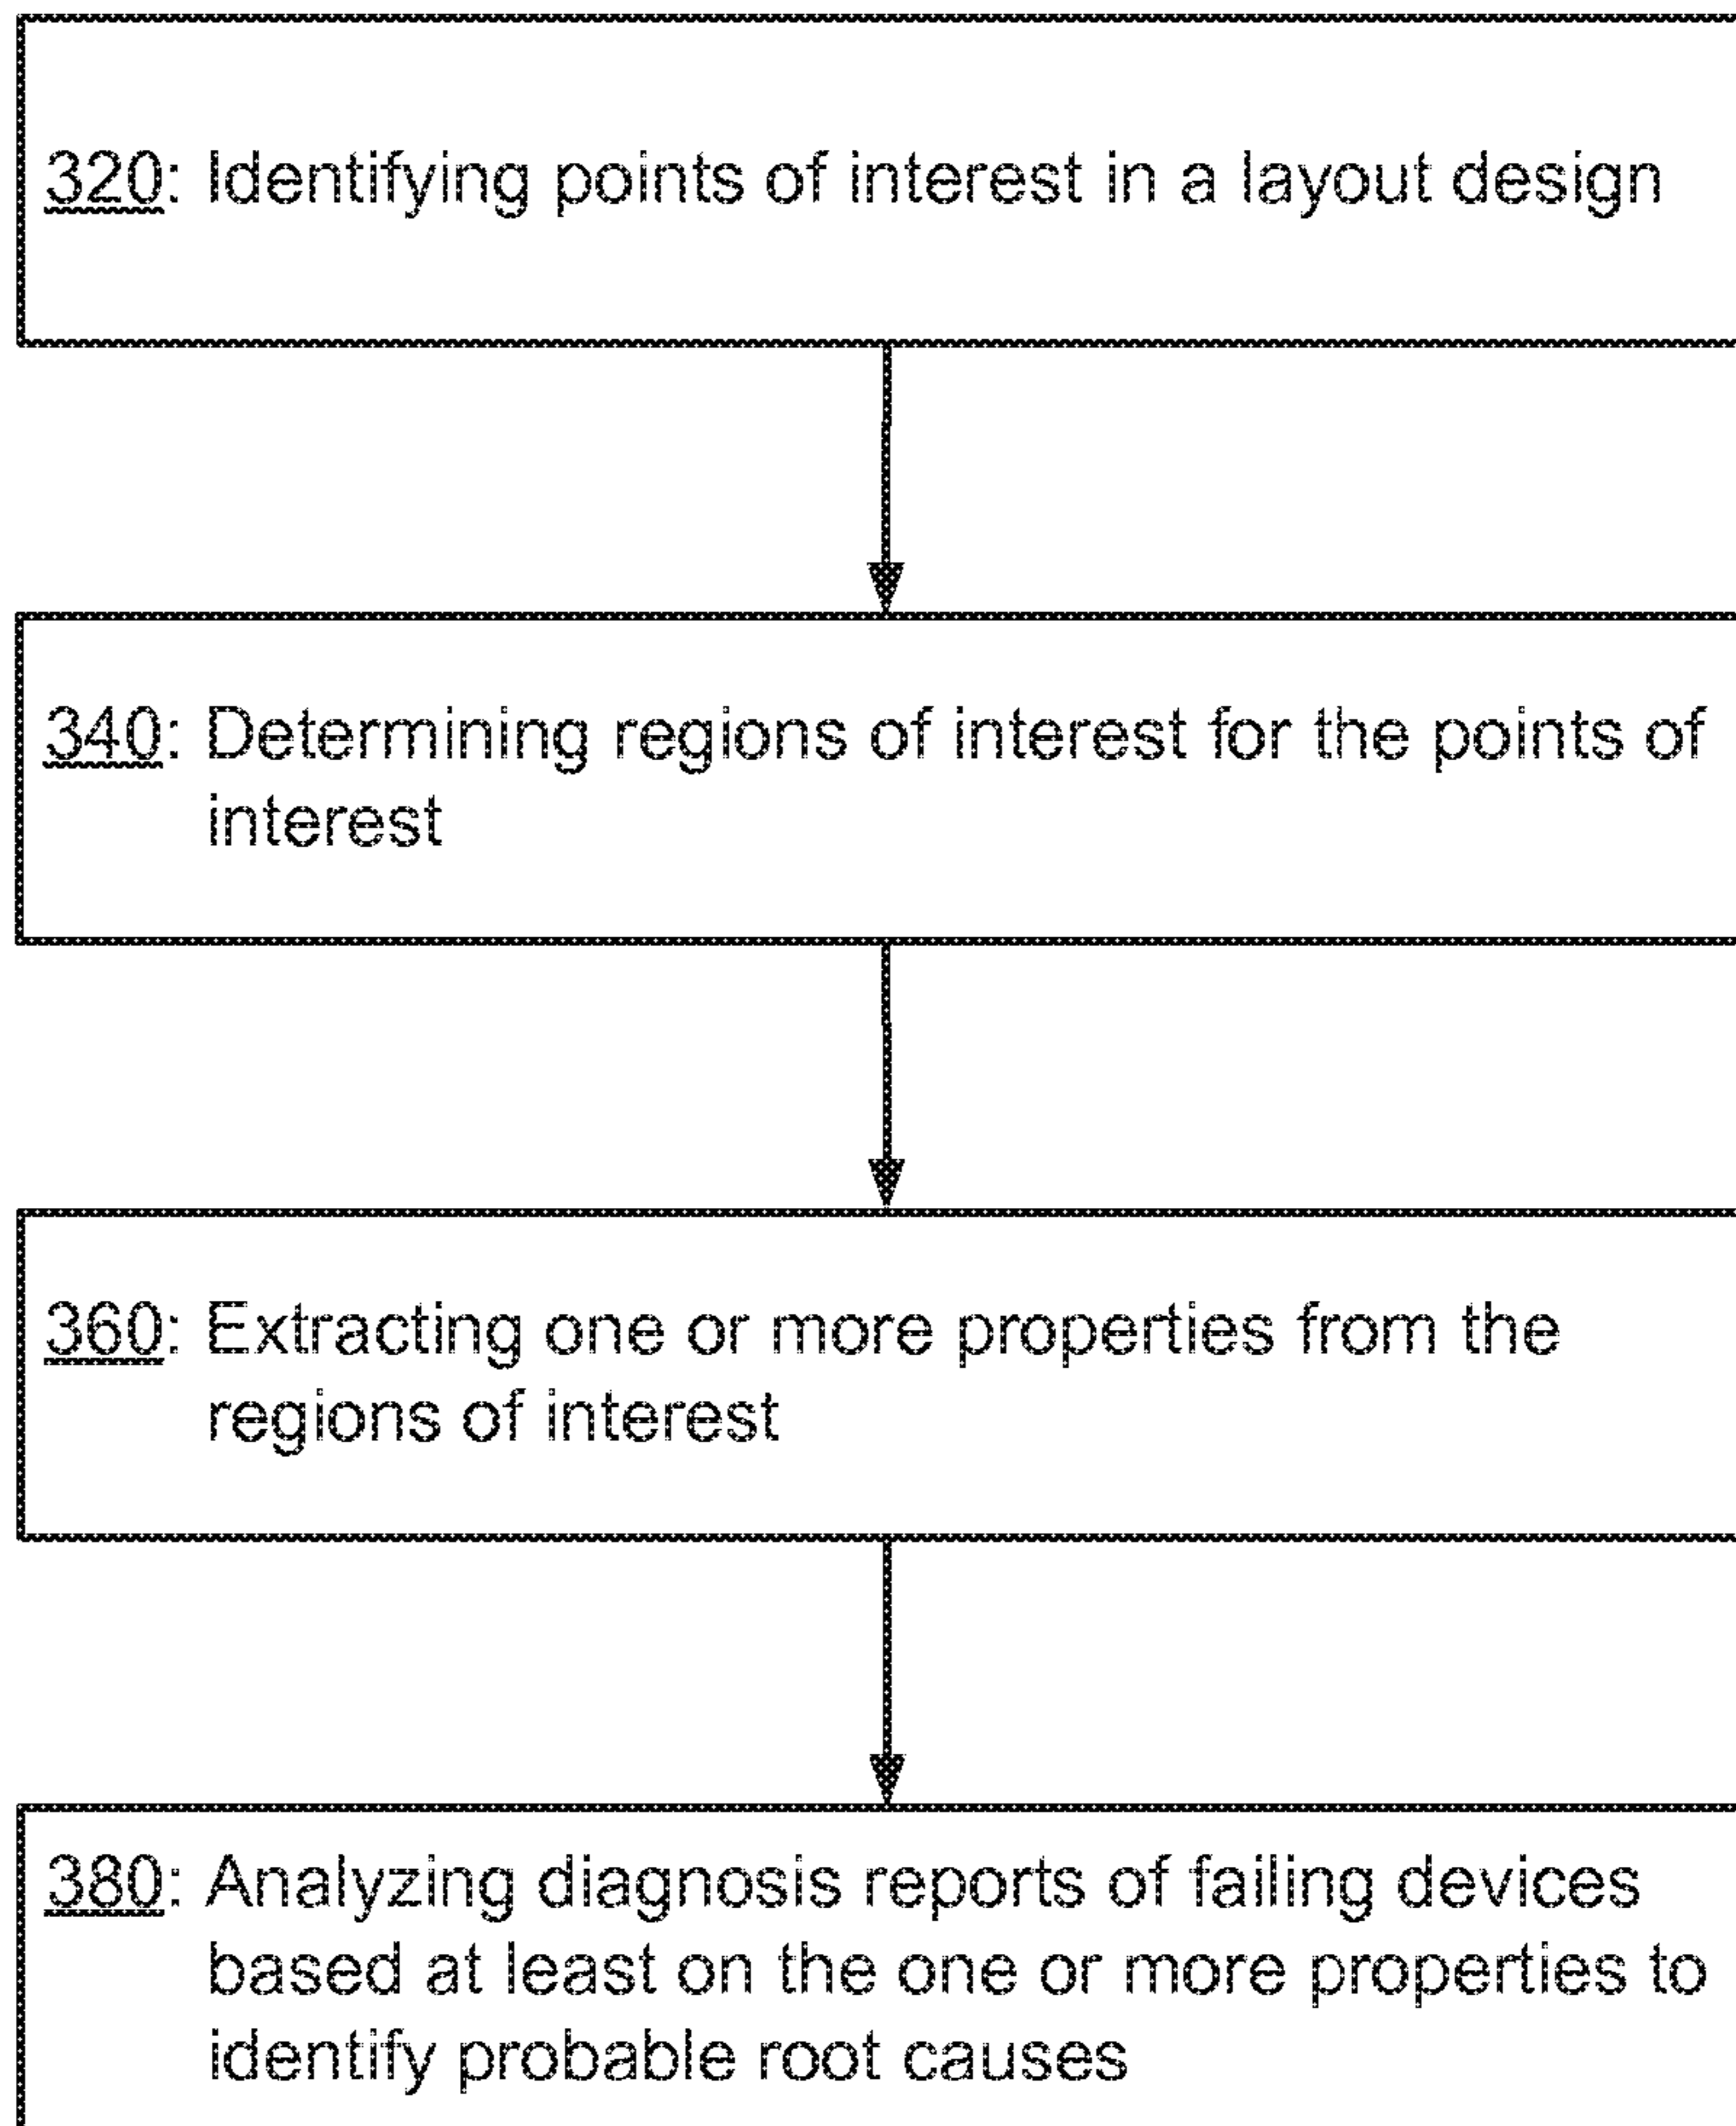 320: Identifying points of interest in a layout design
340: Determining regions of interest for the points of
interest
360: Extracting one or more properties from the
regions of interest
380: Analyzing diagnosis reports of failing devices
based at least on the one or more properties to
identify probable root causes